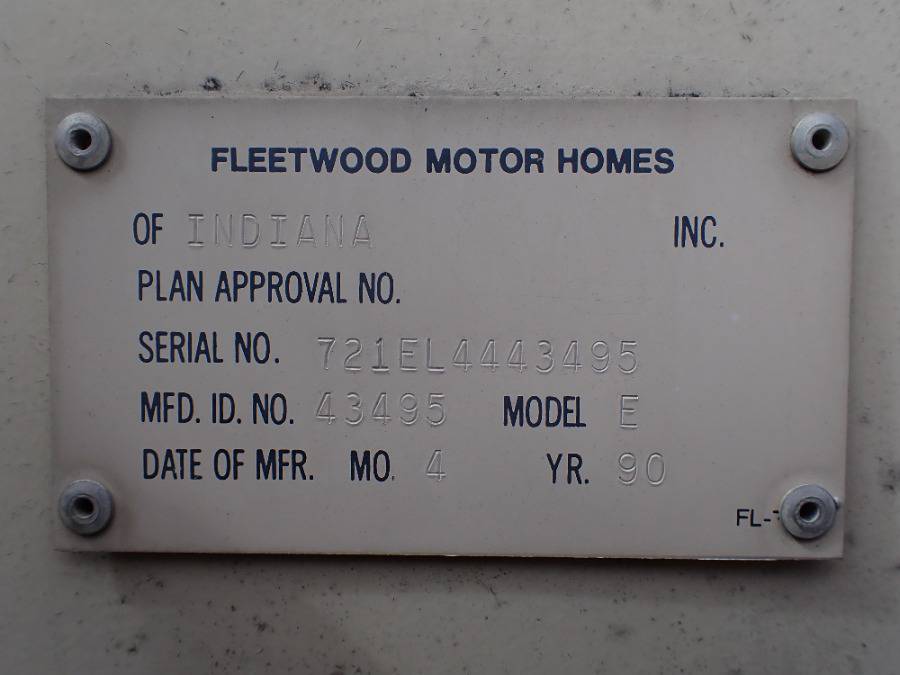 FLEETWOOD MOTOR HOMES
OF INDIANA INC.
PLAN APPROVAL NO.
SERIAL NO. 721EL4443495
MFD. ID. NO. 43495 MODEL E
DATE OF MFR. MO. 4 YR. 90
FL-